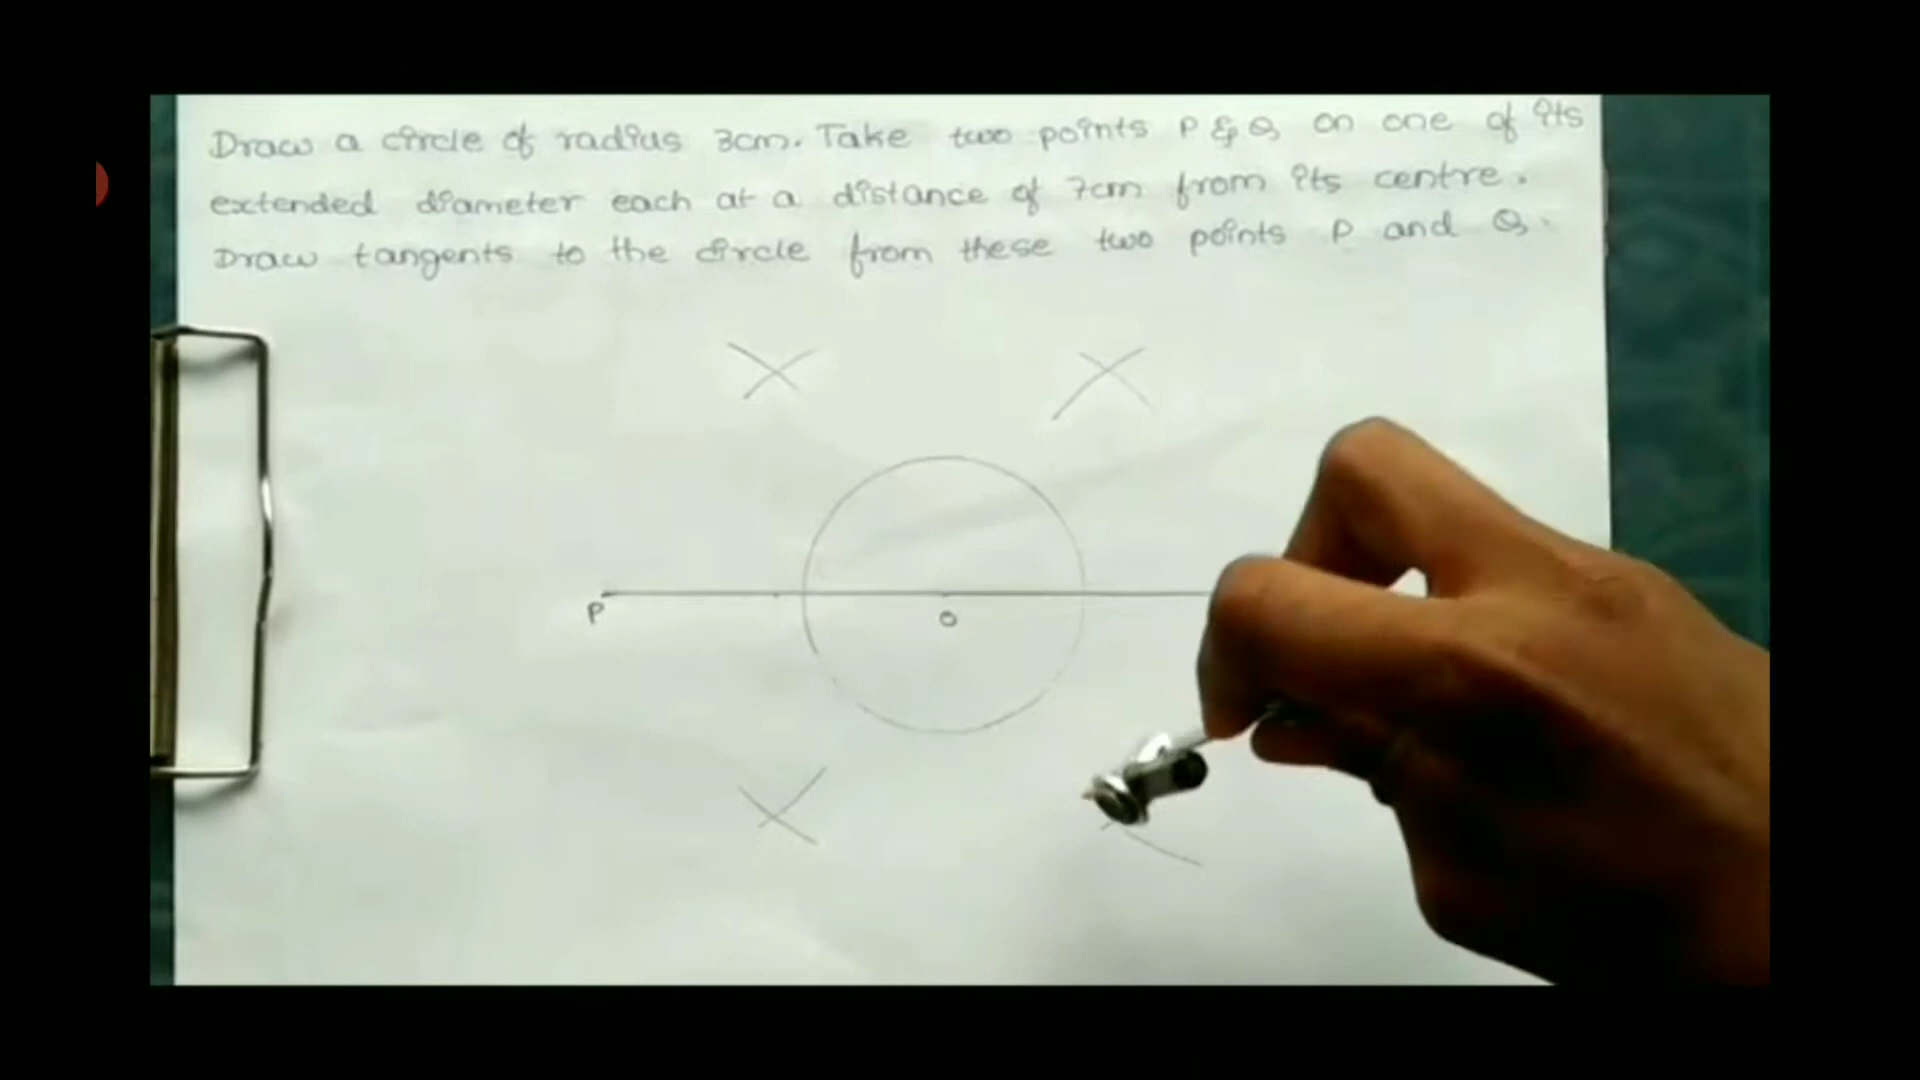 Draw a circle of radius 3cm. Take two points P & Q on one of its
extended diameter each at a distance of 7cm from its centre.
Draw tangents to the circle from these two points P and Q.
P
O